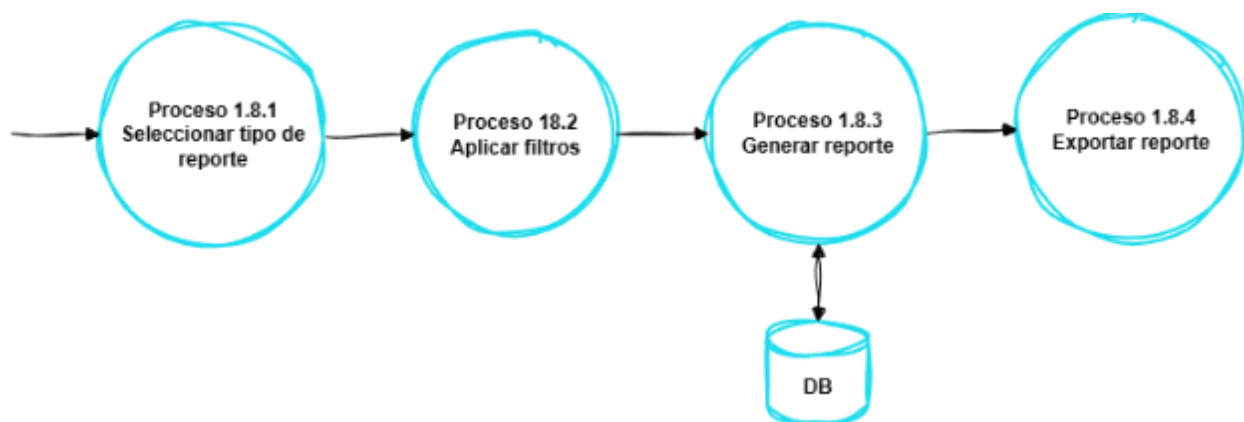 Proceso 1.8.1
Seleccionar tipo de
reporte
Proceso 18.2
Aplicar filtros
Proceso 1.8.3
Generar reporte
Proceso 1.8.4
Exportar reporte
DB